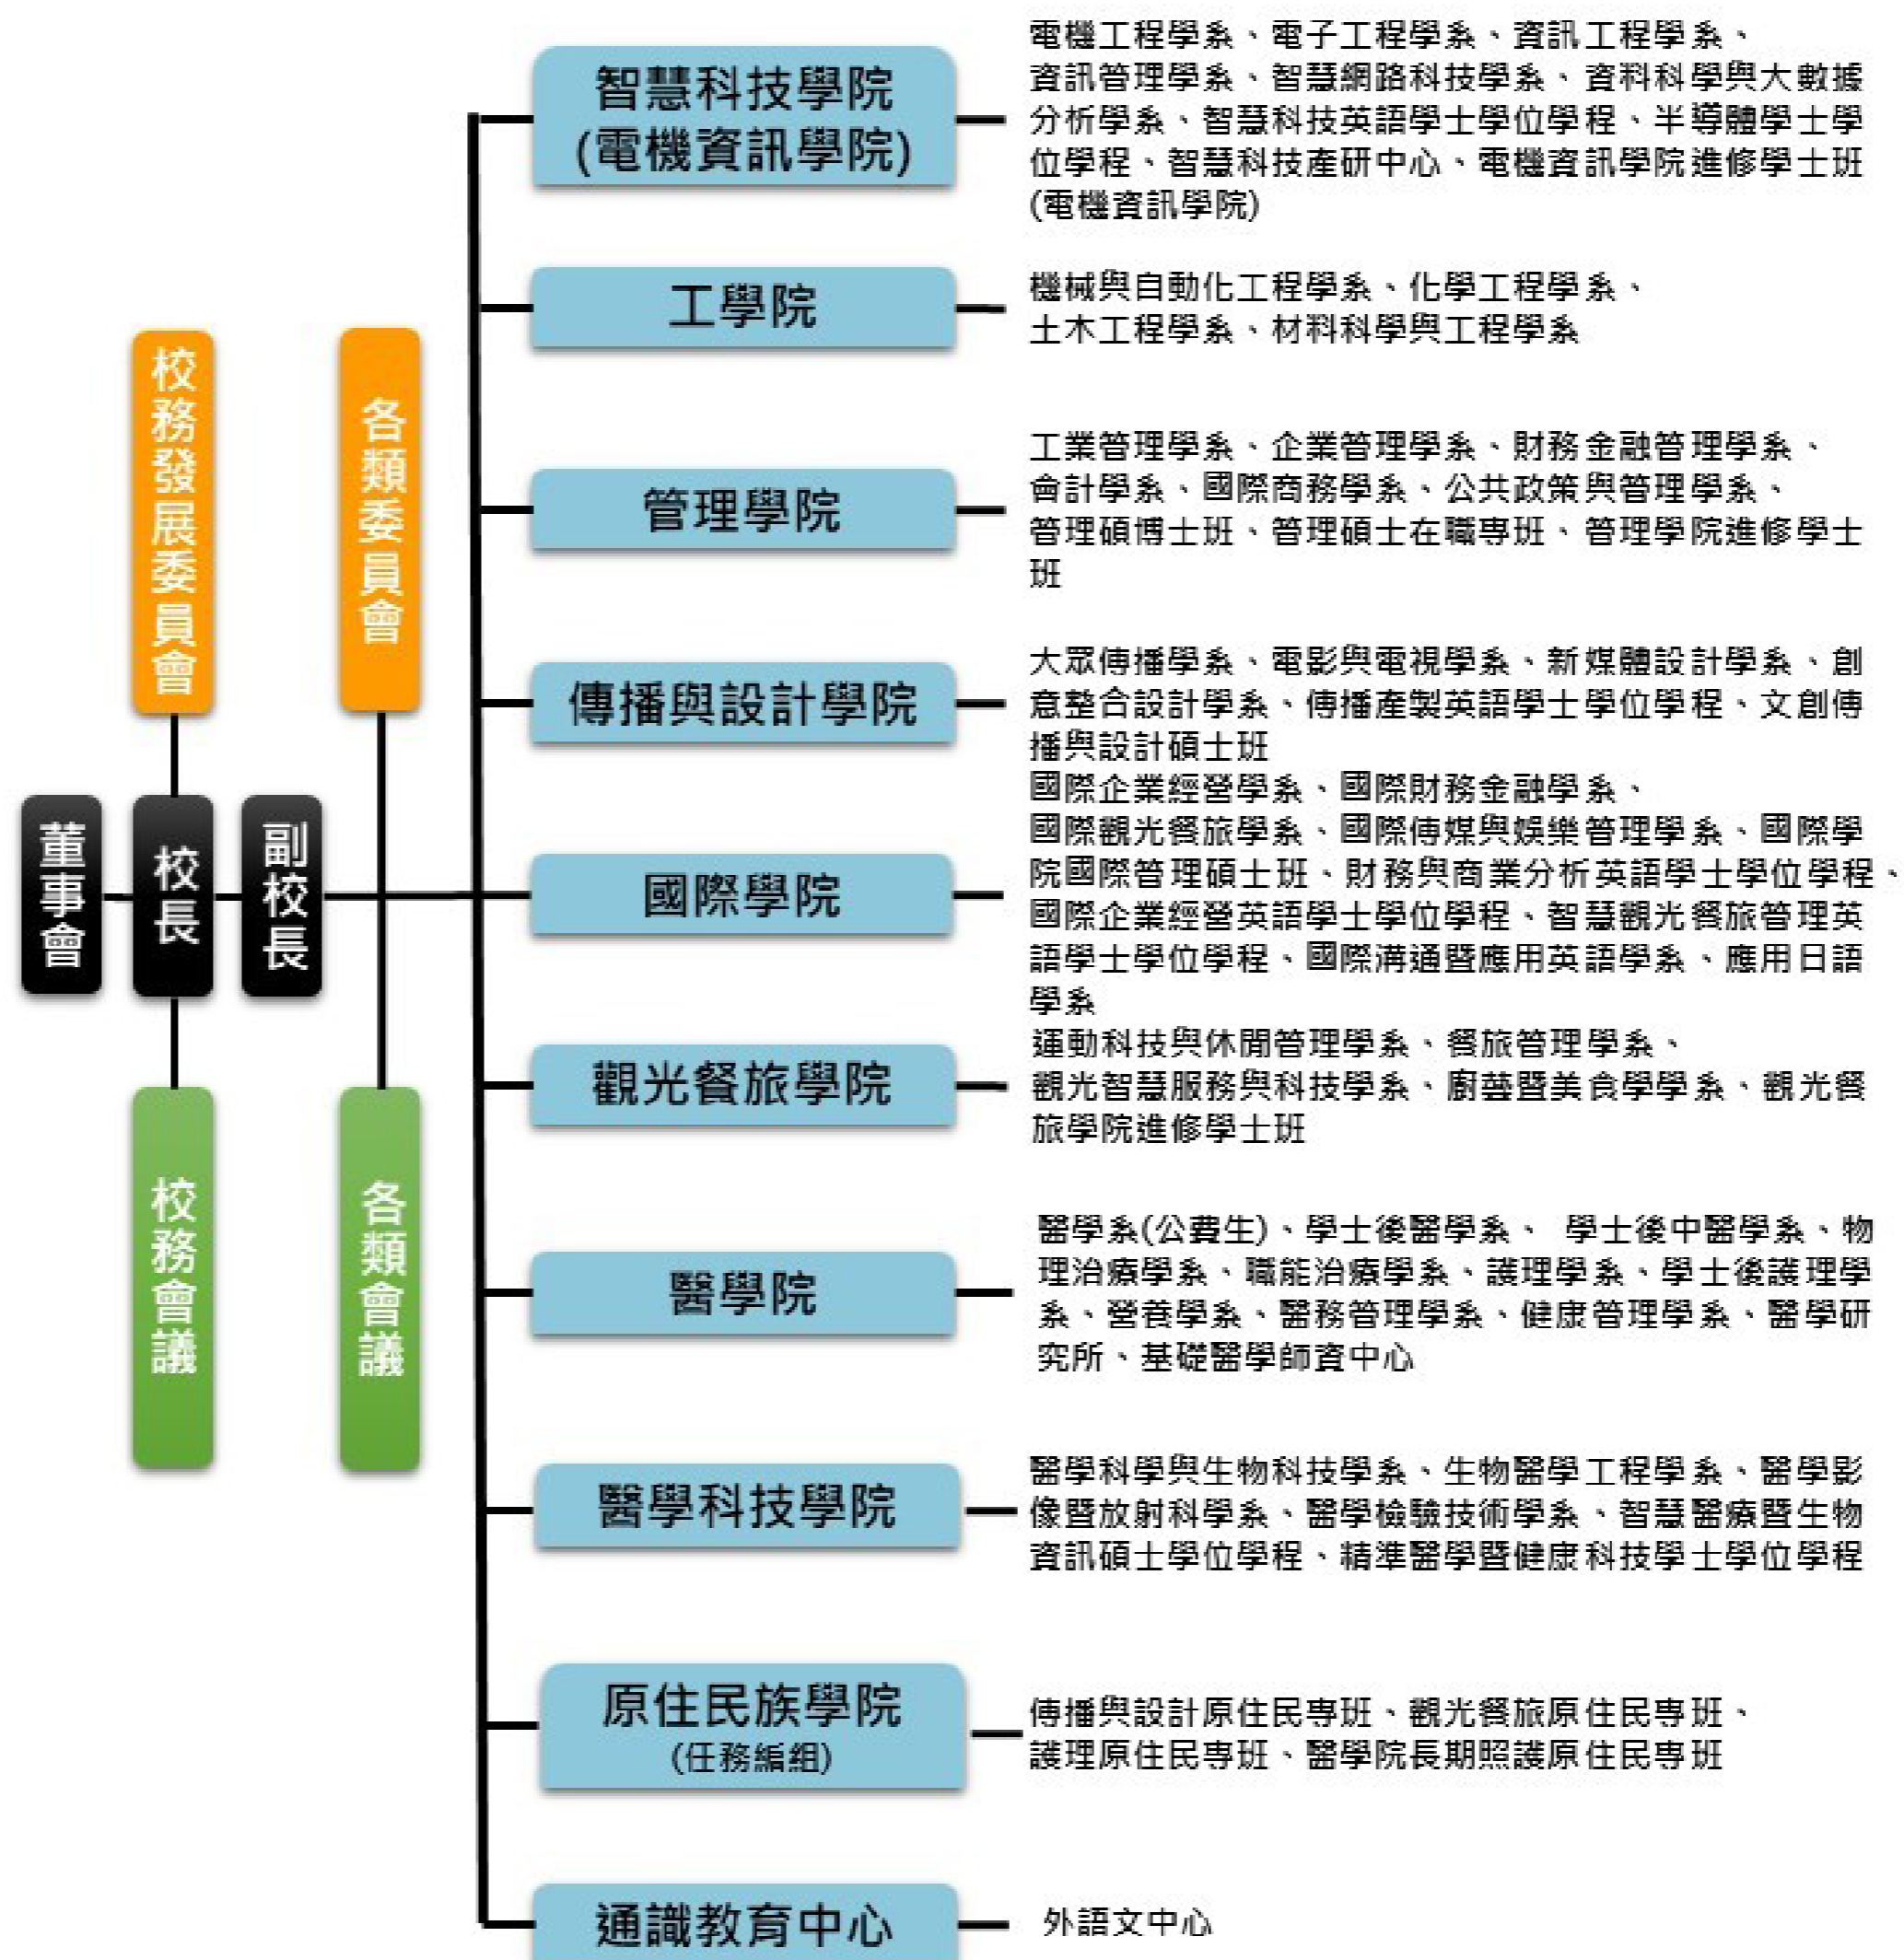 董事會
校長
副校長
校務發展委員會
各類委員會
校務會議
各類會議
智慧科技學院
(電機資訊學院)
電機工程學系、電子工程學系、資訊工程學系、
資訊管理學系、智慧網路科技學系、資料科學與大數據
分析學系、智慧科技英語學士學位學程、半導體學士學
位學程、智慧科技產研中心、電機資訊學院進修學士班
(電機資訊學院)
工學院
機械與自動化工程學系、化學工程學系、
土木工程學系、材料科學與工程學系
管理學院
工業管理學系、企業管理學系、財務金融管理學系、
會計學系、國際商務學系、公共政策與管理學系、
管理碩博士班、管理碩士在職專班、管理學院進修學士
班
傳播與設計學院
大眾傳播學系、電影與電視學系、新媒體設計學系、創
意整合設計學系、傳播產製英語學士學位學程、文創傳
播與設計碩士班
國際學院
國際企業經營學系、國際財務金融學系、
國際觀光餐旅學系、國際傳媒與娛樂管理學系、國際學
院國際管理碩士班、財務與商業分析英語學士學位學程、
國際企業經營英語學士學位學程、智慧觀光餐旅管理英
語學士學位學程、國際溝通暨應用英語學系、應用日語
學系
觀光餐旅學院
運動科技與休閒管理學系、餐旅管理學系、
觀光智慧服務與科技學系、廚藝暨美食學學系、觀光餐
旅學院進修學士班
醫學院
醫學系(公費生)、學士後醫學系、 學士後中醫學系、物
理治療學系、職能治療學系、護理學系、學士後護理學
系、營養學系、醫務管理學系、健康管理學系、醫學研
究所、基礎醫學師資中心
醫學科技學院
醫學科學與生物科技學系、生物醫學工程學系、醫學影
像暨放射科學系、醫學檢驗技術學系、智慧醫療暨生物
資訊碩士學位學程、精準醫學暨健康科技學士學位學程
原住民族學院
(任務編組)
傳播與設計原住民專班、觀光餐旅原住民專班、
護理原住民專班、醫學院長期照護原住民專班
通識教育中心
外語文中心